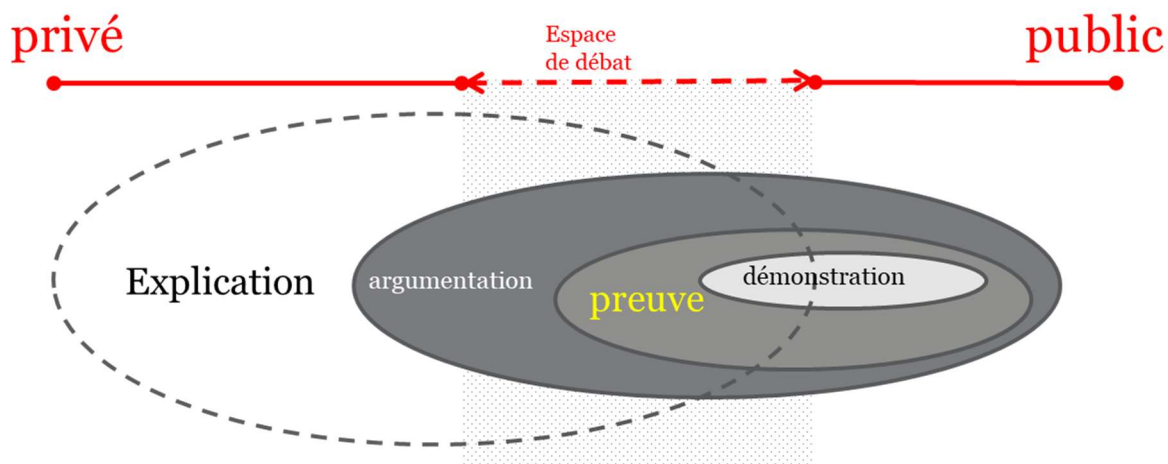 privé
Espace
de débat
public
Explication
argumentation
preuve
démonstration